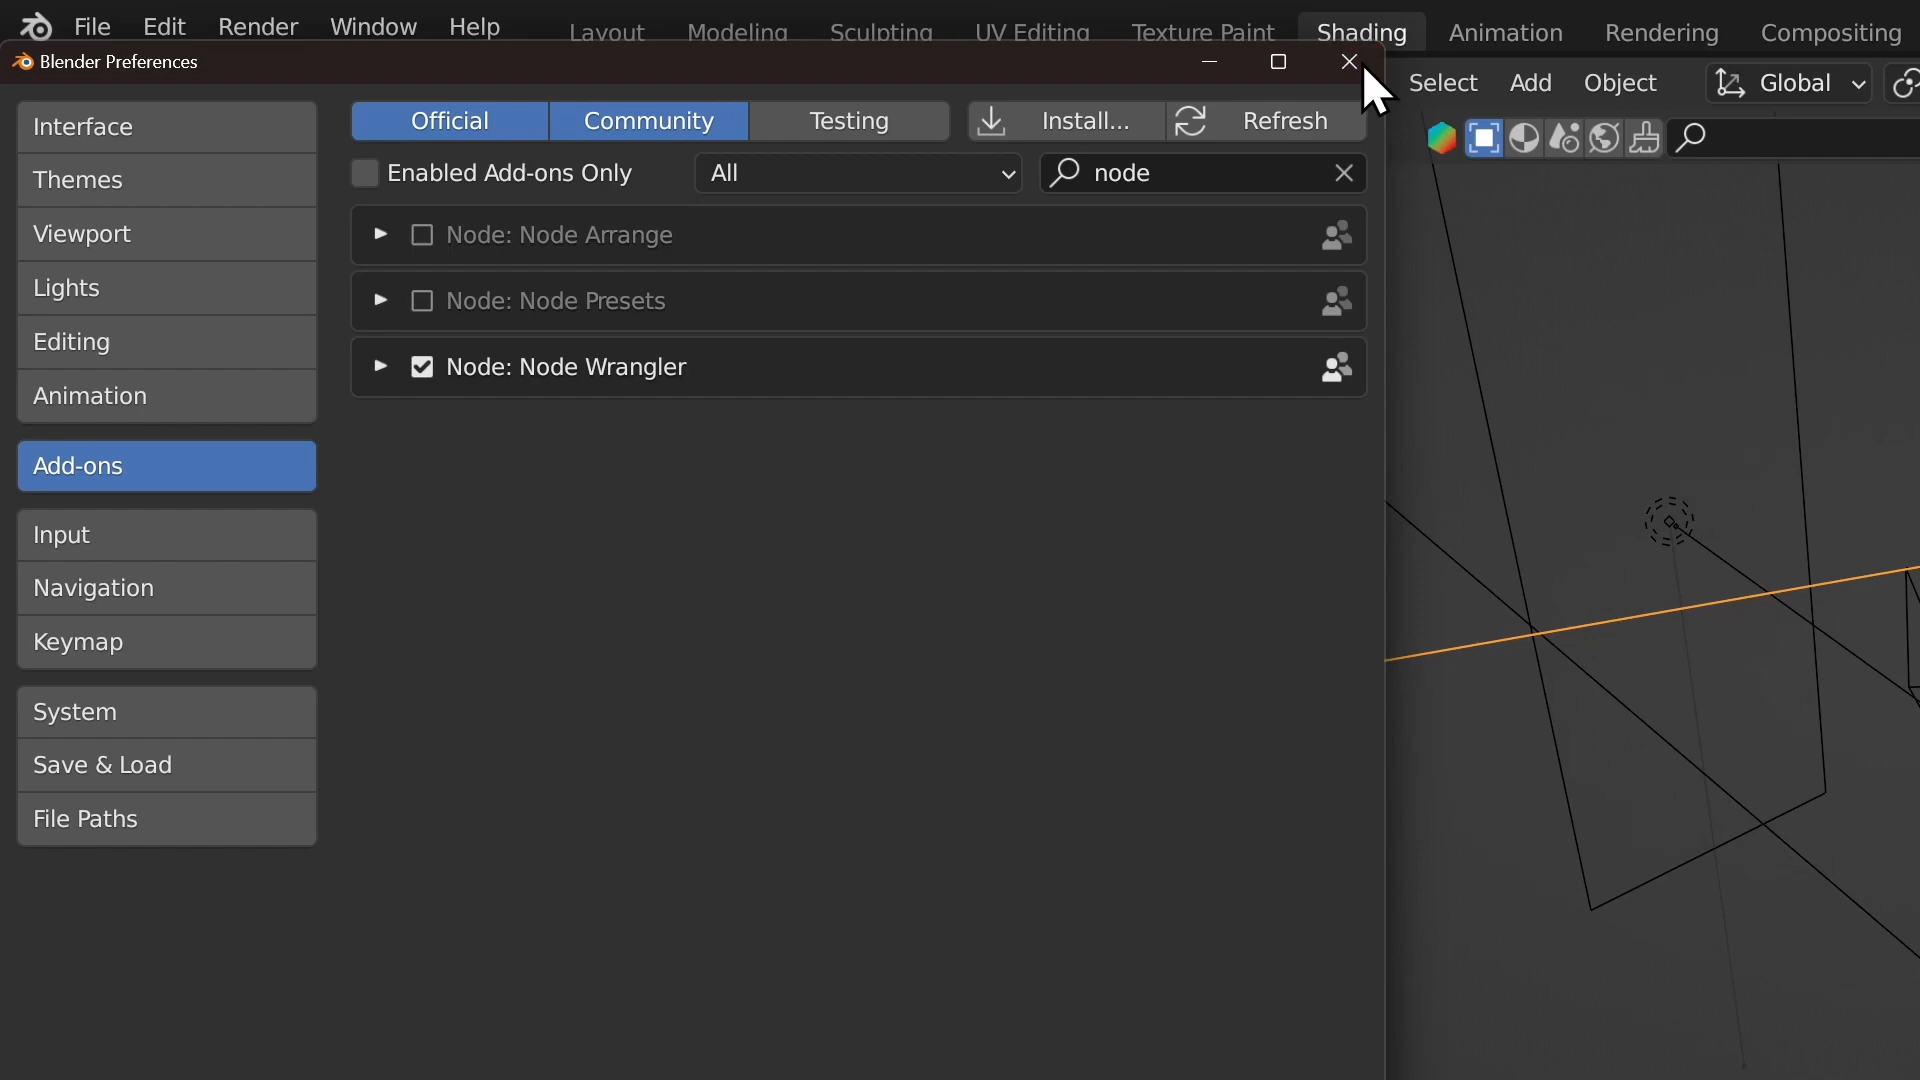 File Edit Render Window Help Layout Modeling Sculpting UV Editing Texture Paint Shading Animation Rendering Compositing
Blender Preferences
Select Add Object Global
Interface
Themes
Viewport
Lights
Editing
Animation
Add-ons
Input
Navigation
Keymap
System
Save & Load
File Paths
Official Community Testing Install... Refresh
Enabled Add-ons Only All node
Node: Node Arrange
Node: Node Presets
Node: Node Wrangler